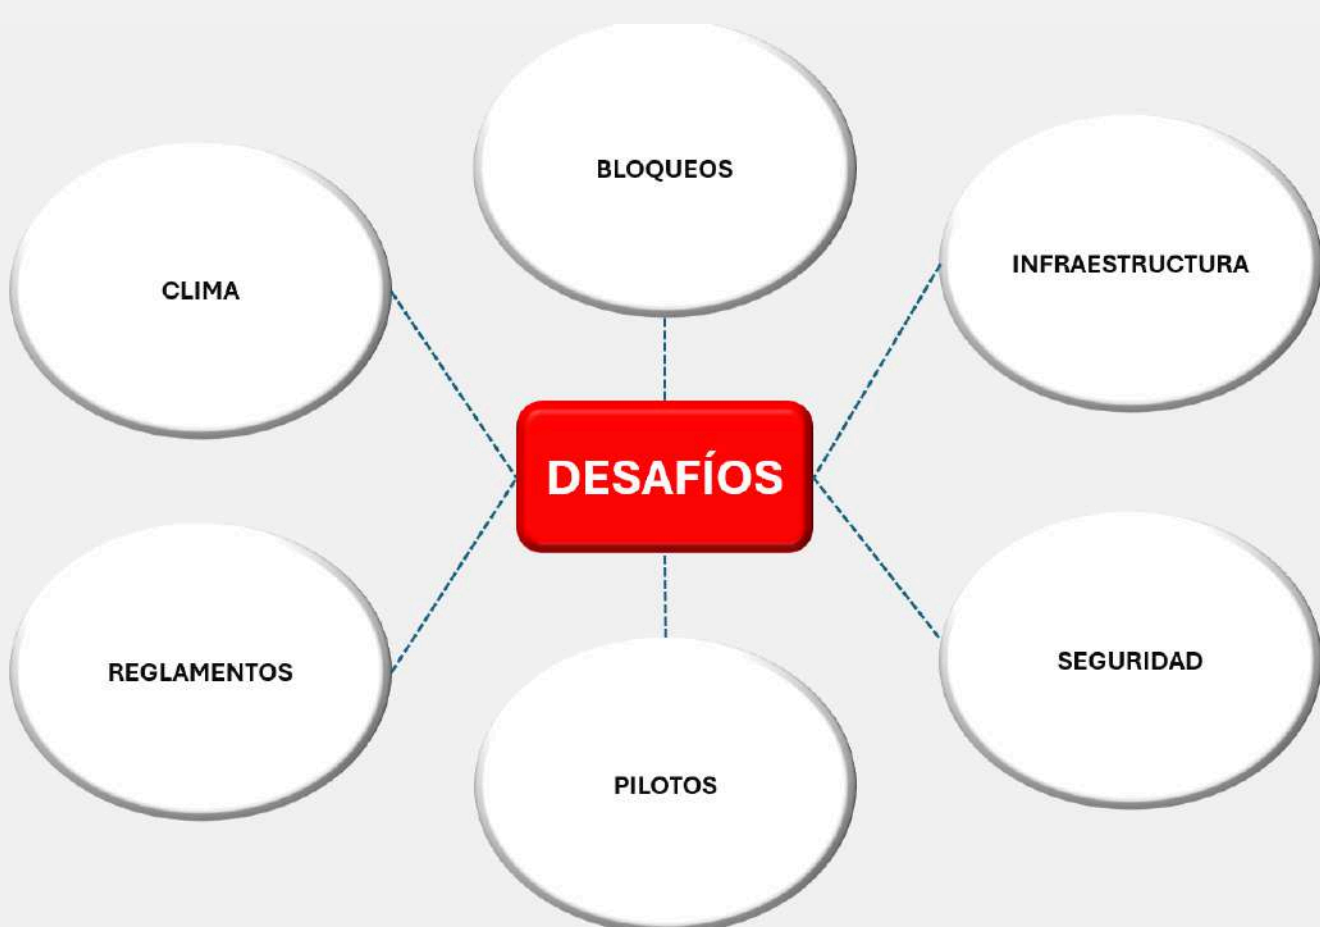 BLOQUEOS
INFRAESTRUCTURA
CLIMA
DESAFÍOS
SEGURIDAD
REGLAMENTOS
PILOTOS